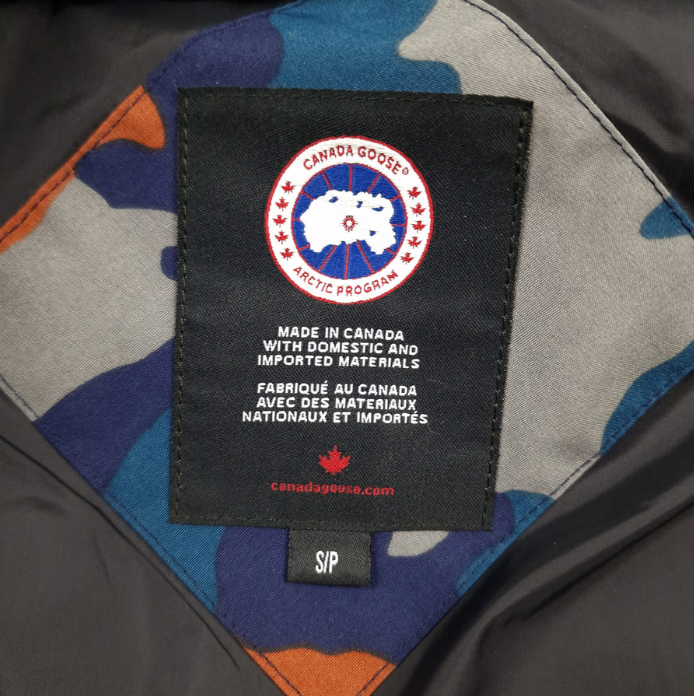 CANADA GOOSE®
ARCTIC PROGRAM
MADE IN CANADA
WITH DOMESTIC AND
IMPORTED MATERIALS
FABRIQUÉ AU CANADA
AVEC DES MATERIAUX
NATIONAUX ET IMPORTÉS
canadagoose.com
S/P